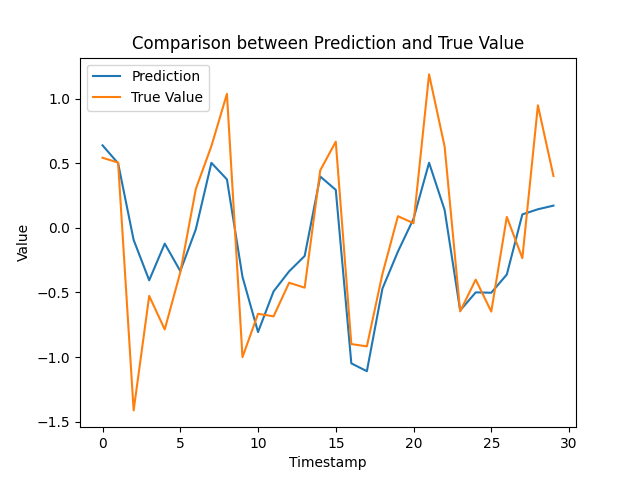 Comparison between Prediction and True Value
Prediction
True Value
1.0
0.5
0.0
−0.5
−1.0
−1.5
Value
0 5 10 15 20 25 30
Timestamp